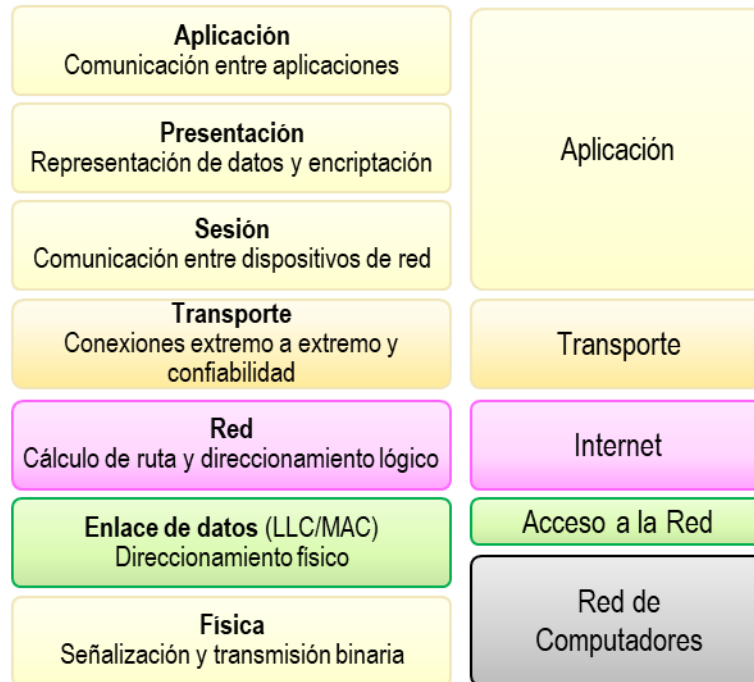 Aplicación
Comunicación entre aplicaciones
Presentación
Representación de datos y encriptación
Sesión
Comunicación entre dispositivos de red
Transporte
Conexiones extremo a extremo y
confiabilidad
Red
Cálculo de ruta y direccionamiento lógico
Enlace de datos (LLC/MAC)
Direccionamiento físico
Física
Señalización y transmisión binaria
Aplicación
Transporte
Internet
Acceso a la Red
Red de
Computadores